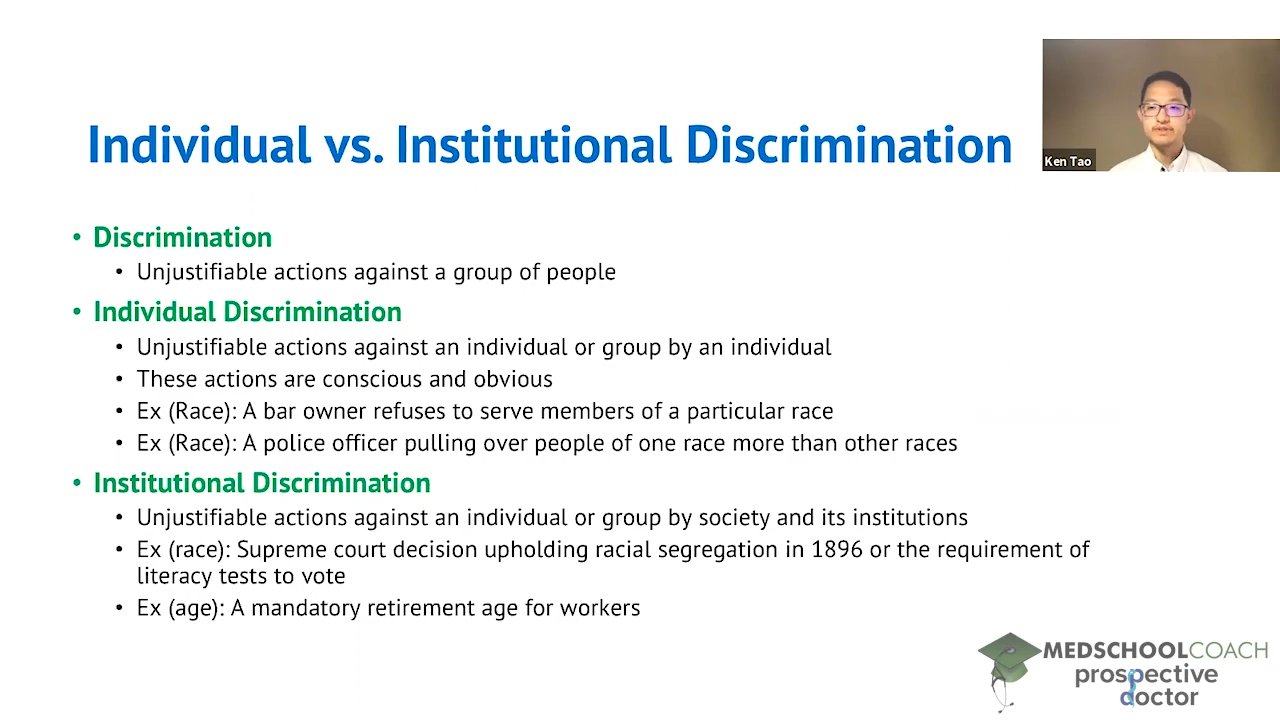 Individual vs. Institutional Discrimination
Ken Tao
• Discrimination
• Unjustifiable actions against a group of people
• Individual Discrimination
• Unjustifiable actions against an individual or group by an individual
• These actions are conscious and obvious
• Ex (Race): A bar owner refuses to serve members of a particular race
• Ex (Race): A police officer pulling over people of one race more than other races
• Institutional Discrimination
• Unjustifiable actions against an individual or group by society and its institutions
• Ex (race): Supreme court decision upholding racial segregation in 1896 or the requirement of
literacy tests to vote
• Ex (age): A mandatory retirement age for workers
MEDSCHOOLCOACH
prospective
doctor